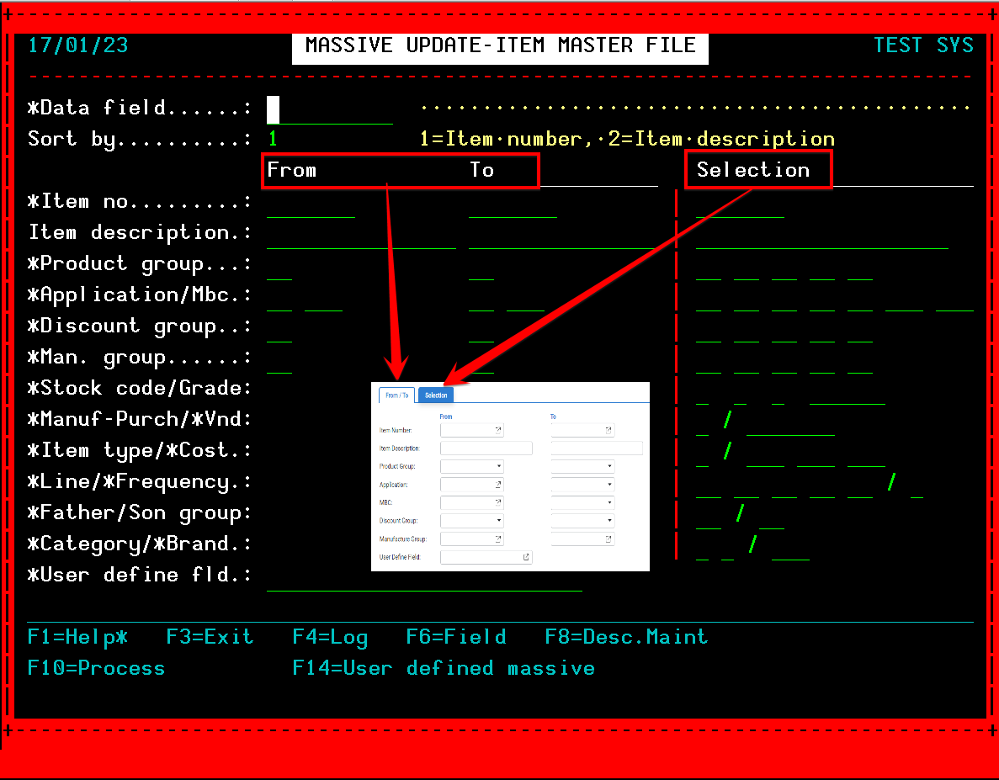 17/01/23 MASSIVE UPDATE-ITEM MASTER FILE TEST SYS
*Data field......: ............................................
Sort by..........: 1 1=Item·number,·2=Item·description
From To Selection
*Item no.........:
Item description.:
*Product group...:
*Application/Mbc.:
*Discount group..:
*Man. group......:
*Stock code/Grade:
*Manuf-Purch/*Vnd: /
*Item type/*Cost.: /
*Line/*Frequency.: /
*Father/Son group: /
*Category/*Brand.: /
*User define fld.:
From / To Selection
From To
Item Number:
Item Description:
Product Group:
Application:
MBC:
Discount Group:
Manufacture Group:
User Define Field:
F1=Help* F3=Exit F4=Log F6=Field F8=Desc.Maint
F10=Process F14=User defined massive